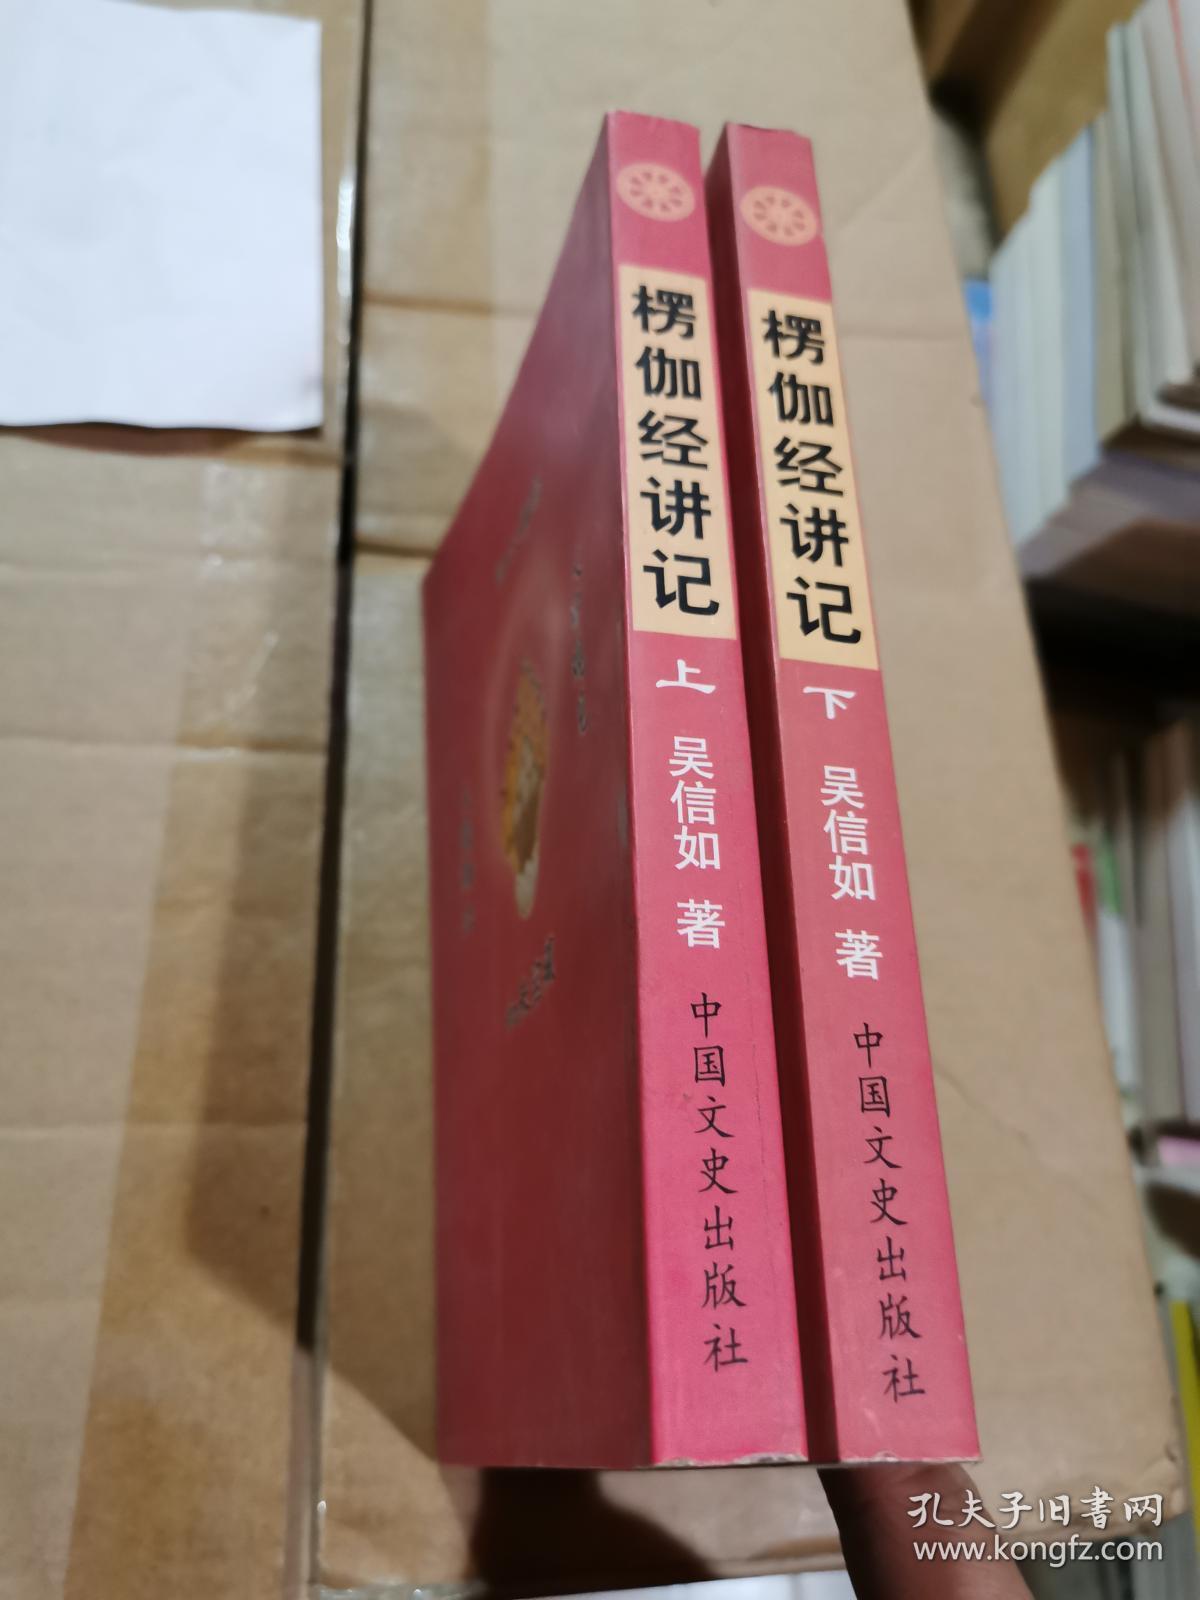 楞伽经讲记
上
吴信如 著
中国文史出版社
楞伽经讲记
下
吴信如 著
中国文史出版社
孔夫子旧书网
www.kongfz.com